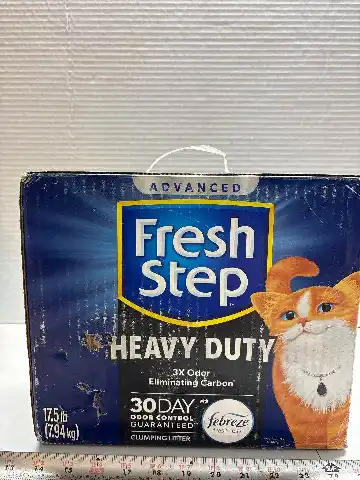 ADVANCED
Fresh
Step
HEAVY DUTY
3X Odor
Eliminating Carbon
30 DAY
ODOR CONTROL
GUARANTEED
febreze
CLUMPING LITTER
17.5 lb
(7.94 kg)